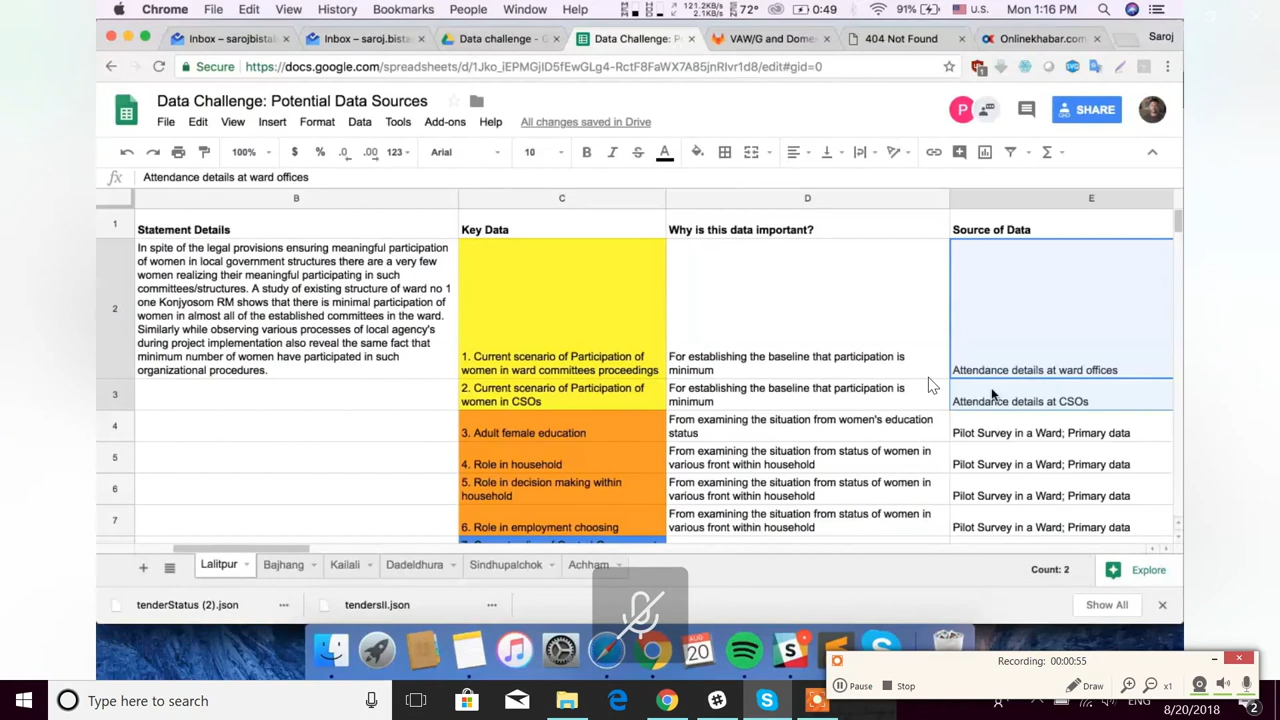 Chrome File Edit View History Bookmarks People Window Help 121.2KB/s 2.1KB/s 72° 0:49 91% U.S. Mon 1:16 PM
Inbox – sarojbistal Inbox – saroj.bista Data challenge - G Data Challenge: P VAW/G and Domes 404 Not Found Onlinekhabar.com Saroj
Secure https://docs.google.com/spreadsheets/d/1Jko_iEPMGjID5fEwGLg4-RctF8FaWX7A85jnRIvr1d8/edit#gid=0
Data Challenge: Potential Data Sources
P
SHARE
File Edit View Insert Format Data Tools Add-ons Help All changes saved in Drive
100% $ % .0 .00 123 Arial 10 B I S A
fx Attendance details at ward offices
B C D E
1 Statement Details Key Data Why is this data important? Source of Data
In spite of the legal provisions ensuring meaningful participation
of women in local government structures there are a very few
women realizing their meaningful participating in such
committees/structures. A study of existing structure of ward no 1
one Konjyosom RM shows that there is minimal participation of
women in almost all of the established committees in the ward.
Similarly while observing various processes of local agency's
during project implementation also reveal the same fact that
minimum number of women have participated in such
organizational procedures.
2
1. Current scenario of Participation of
women in ward committees proceedings
For establishing the baseline that participation is
minimum
Attendance details at ward offices
3
2. Current scenario of Participation of
women in CSOs
For establishing the baseline that participation is
minimum
Attendance details at CSOs
4
3. Adult female education
From examining the situation from women's education
status
Pilot Survey in a Ward; Primary data
5
4. Role in household
From examining the situation from status of women in
various front within household
Pilot Survey in a Ward; Primary data
6
5. Role in decision making within
household
From examining the situation from status of women in
various front within household
Pilot Survey in a Ward; Primary data
7
6. Role in employment choosing
From examining the situation from status of women in
various front within household
Pilot Survey in a Ward; Primary data
Lalitpur Bajhang Kailali Dadeldhura Sindhupalchok Achham Count: 2 Explore
tenderStatus (2).json tendersII.json Show All
AUG
20
Recording: 00:00:55
Pause Stop Draw x1
Type here to search
ENG
8/20/2018
2